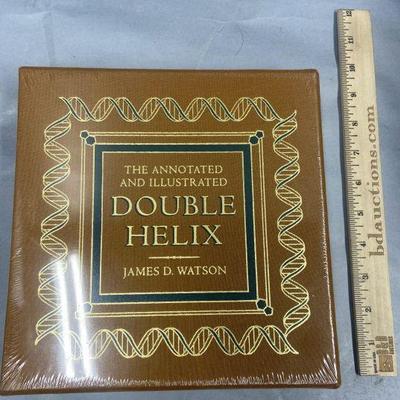 THE ANNOTATED
AND ILLUSTRATED
DOUBLE
HELIX
JAMES D. WATSON
bdauctions.com